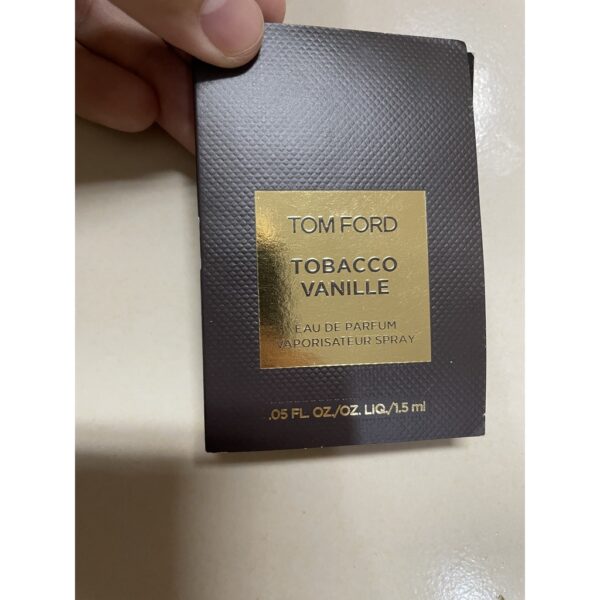 TOM FORD
TOBACCO
VANILLE
EAU DE PARFUM
VAPORISATEUR SPRAY
.05 FL. OZ./OZ. LIQ./1.5 ml